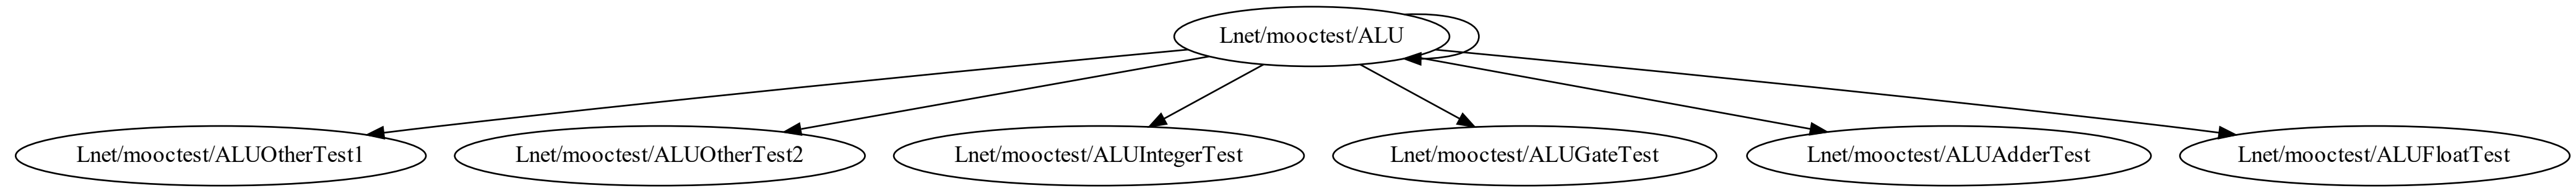 Lnet/mooctest/ALU
Lnet/mooctest/ALUOtherTest1
Lnet/mooctest/ALUOtherTest2
Lnet/mooctest/ALUIntegerTest
Lnet/mooctest/ALUGateTest
Lnet/mooctest/ALUAdderTest
Lnet/mooctest/ALUFloatTest